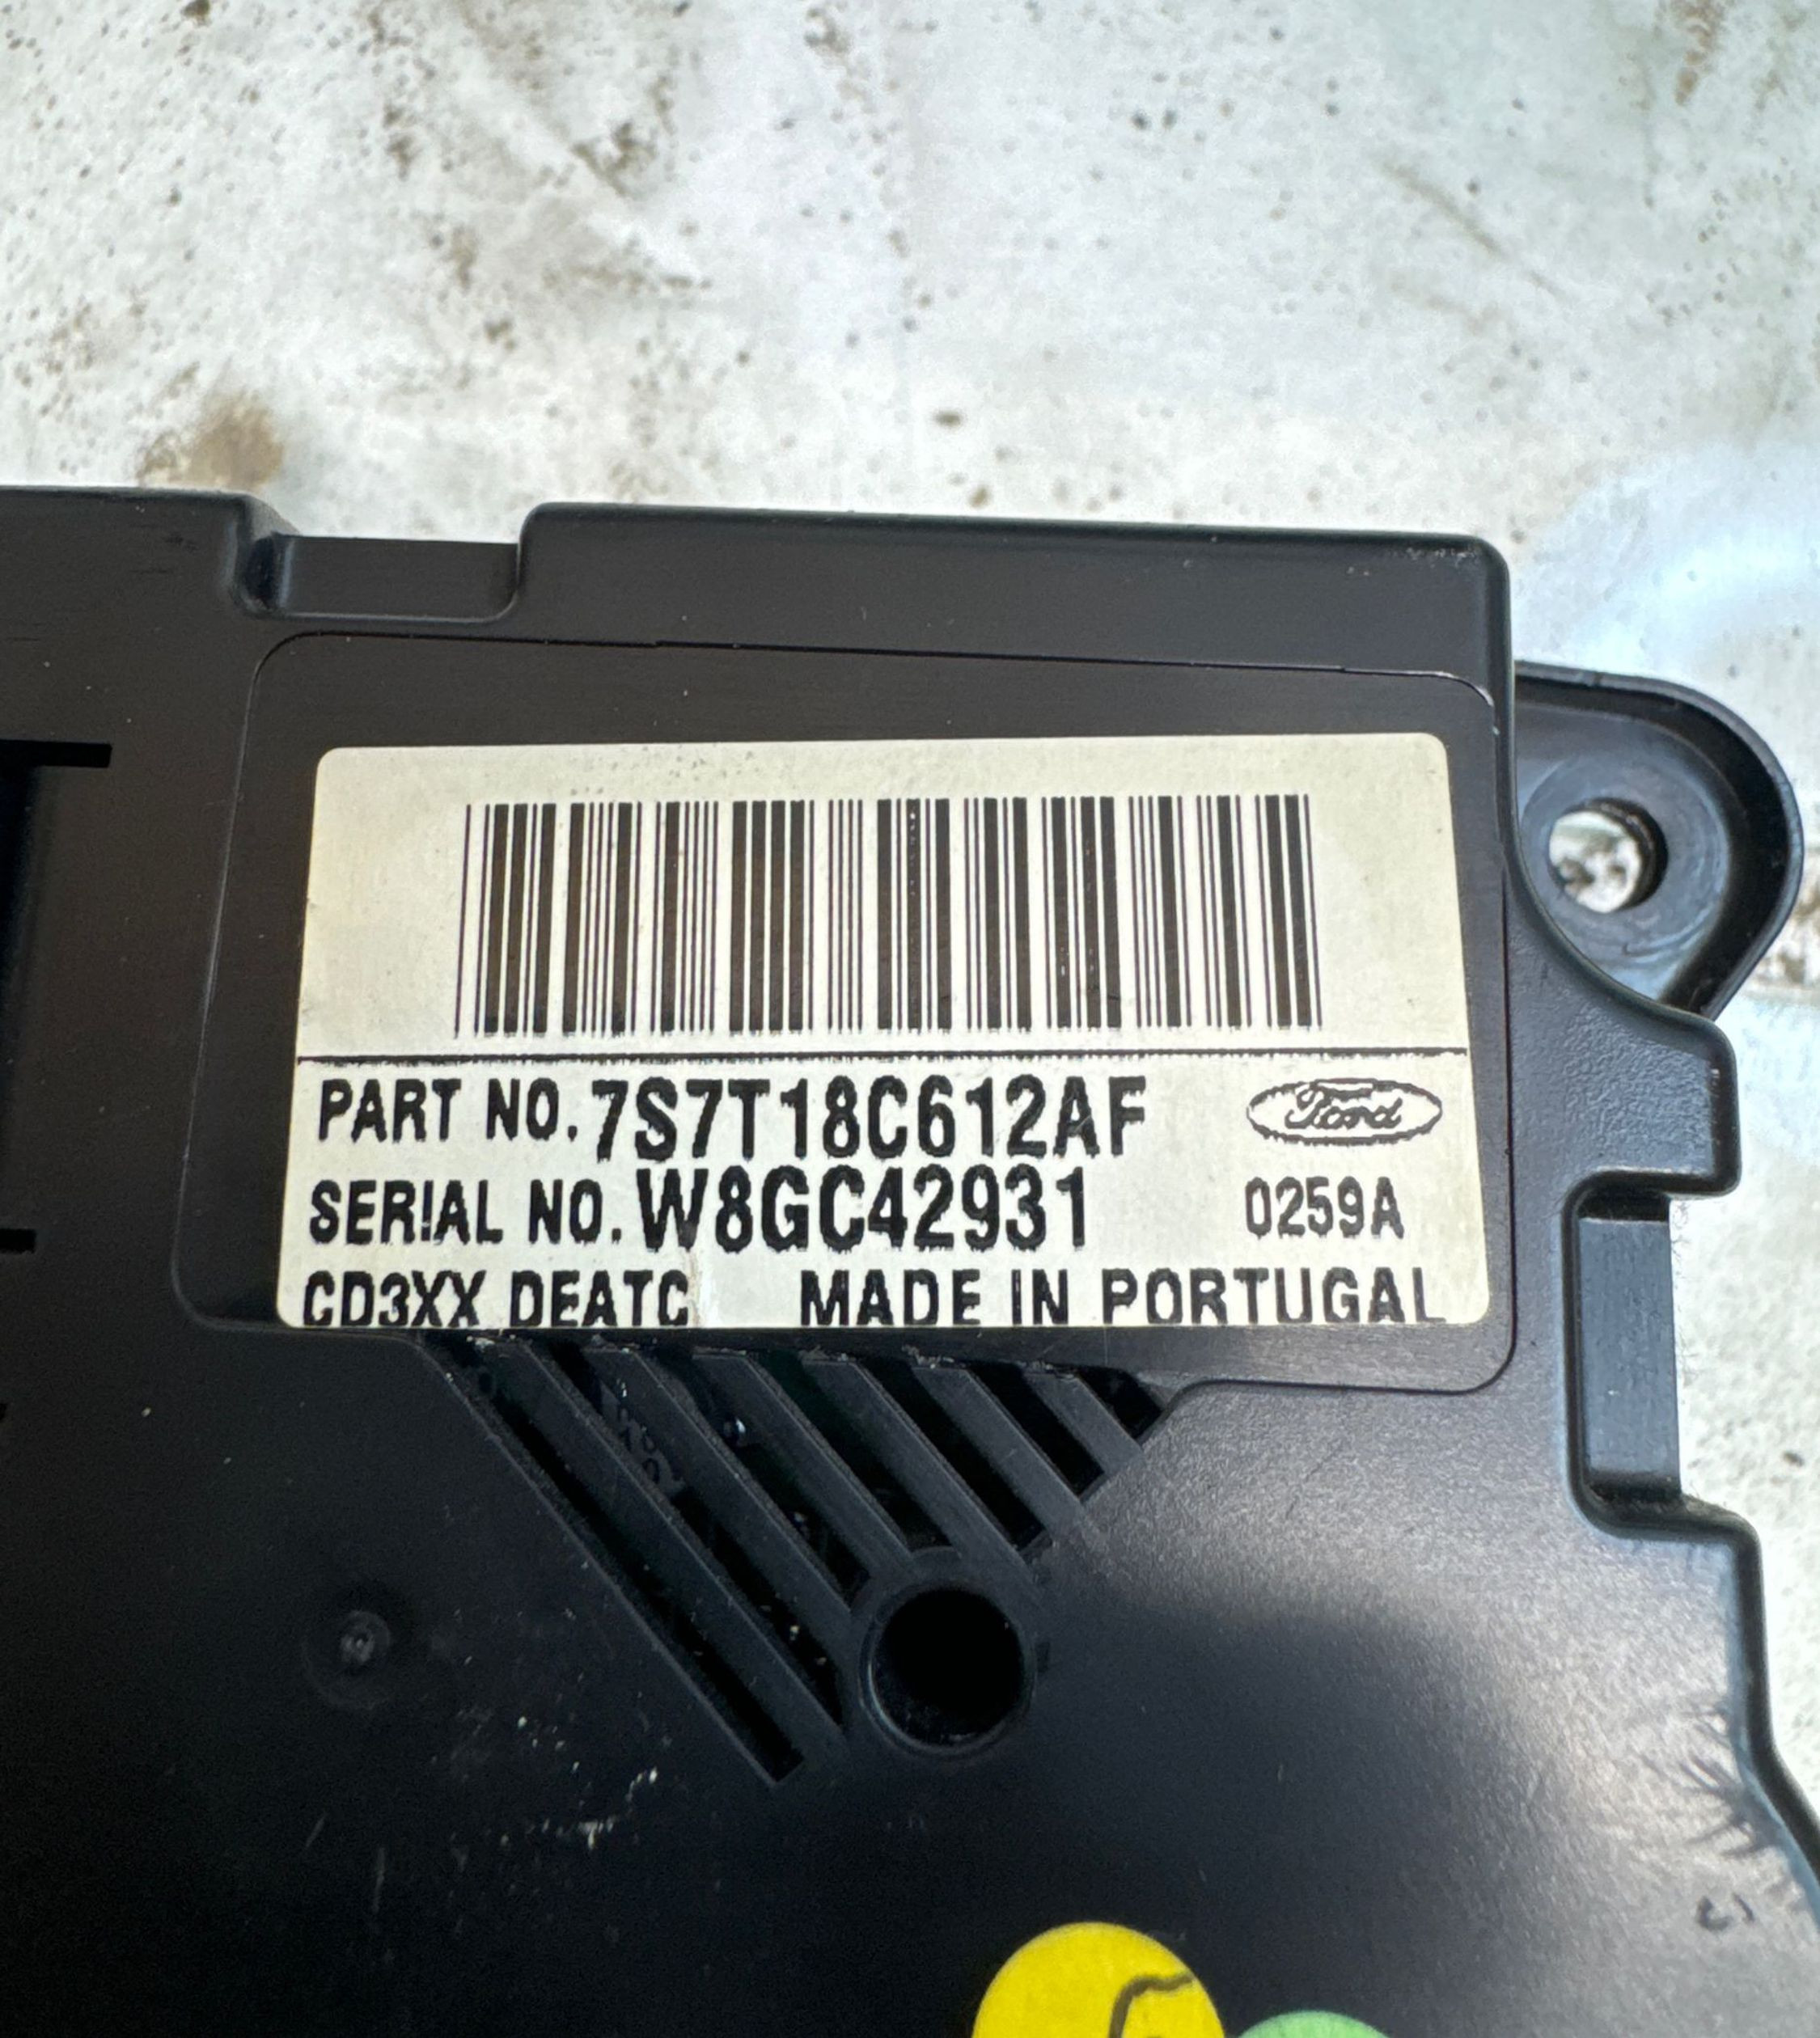 PART NO. 7S7T18C612AF Ford
SERIAL NO. W8GC42931 0259A
CD3XX DEATC MADE IN PORTUGAL